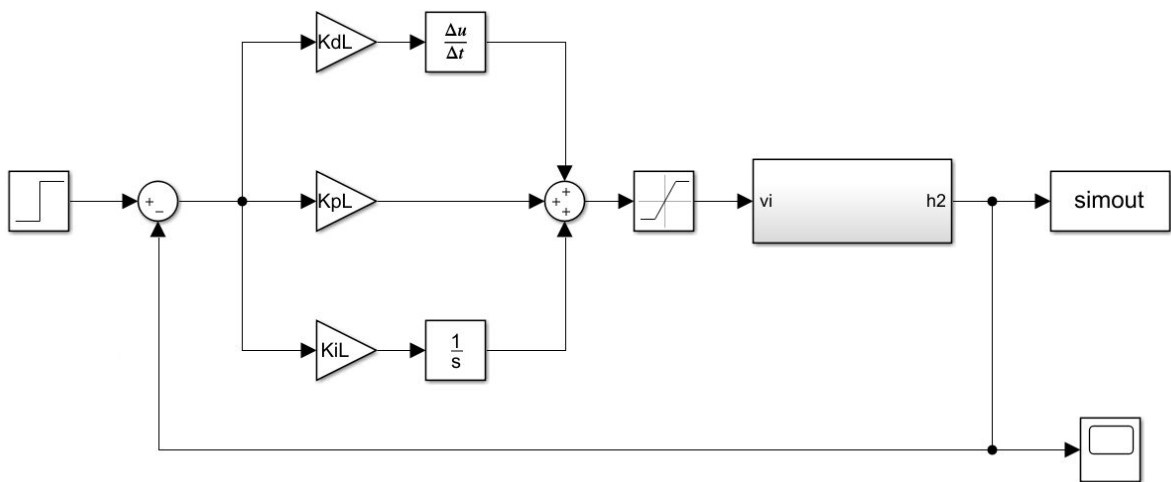 KdL
Δu
Δt
+
−
KpL
+
+
+
vi
h2
simout
KiL
1
s